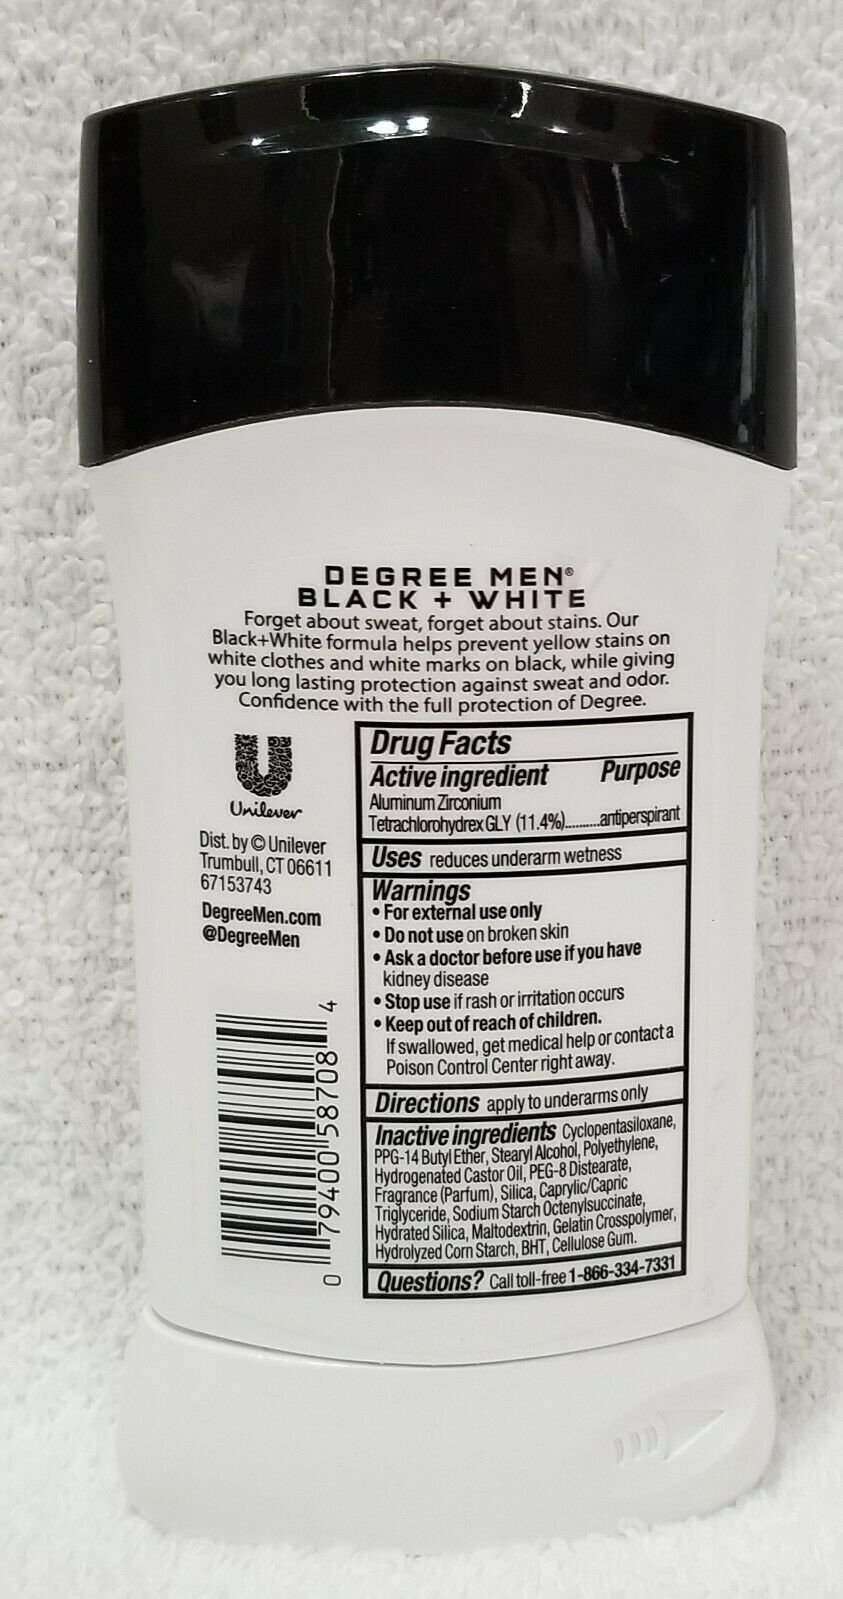 DEGREE MEN®
BLACK + WHITE
Forget about sweat, forget about stains. Our
Black+White formula helps prevent yellow stains on
white clothes and white marks on black, while giving
you long lasting protection against sweat and odor.
Confidence with the full protection of Degree.
Unilever
Dist. by © Unilever
Trumbull, CT 06611
67153743
DegreeMen.com
@DegreeMen
0 79400 58708 4
Drug Facts
Active ingredient Purpose
Aluminum Zirconium
Tetrachlorohydrex GLY (11.4%)..........antiperspirant
Uses reduces underarm wetness
Warnings
• For external use only
• Do not use on broken skin
• Ask a doctor before use if you have
kidney disease
• Stop use if rash or irritation occurs
• Keep out of reach of children.
If swallowed, get medical help or contact a
Poison Control Center right away.
Directions apply to underarms only
Inactive ingredients Cyclopentasiloxane,
PPG-14 Butyl Ether, Stearyl Alcohol, Polyethylene,
Hydrogenated Castor Oil, PEG-8 Distearate,
Fragrance (Parfum), Silica, Caprylic/Capric
Triglyceride, Sodium Starch Octenylsuccinate,
Hydrated Silica, Maltodextrin, Gelatin Crosspolymer,
Hydrolyzed Corn Starch, BHT, Cellulose Gum.
Questions? Call toll-free 1-866-334-7331